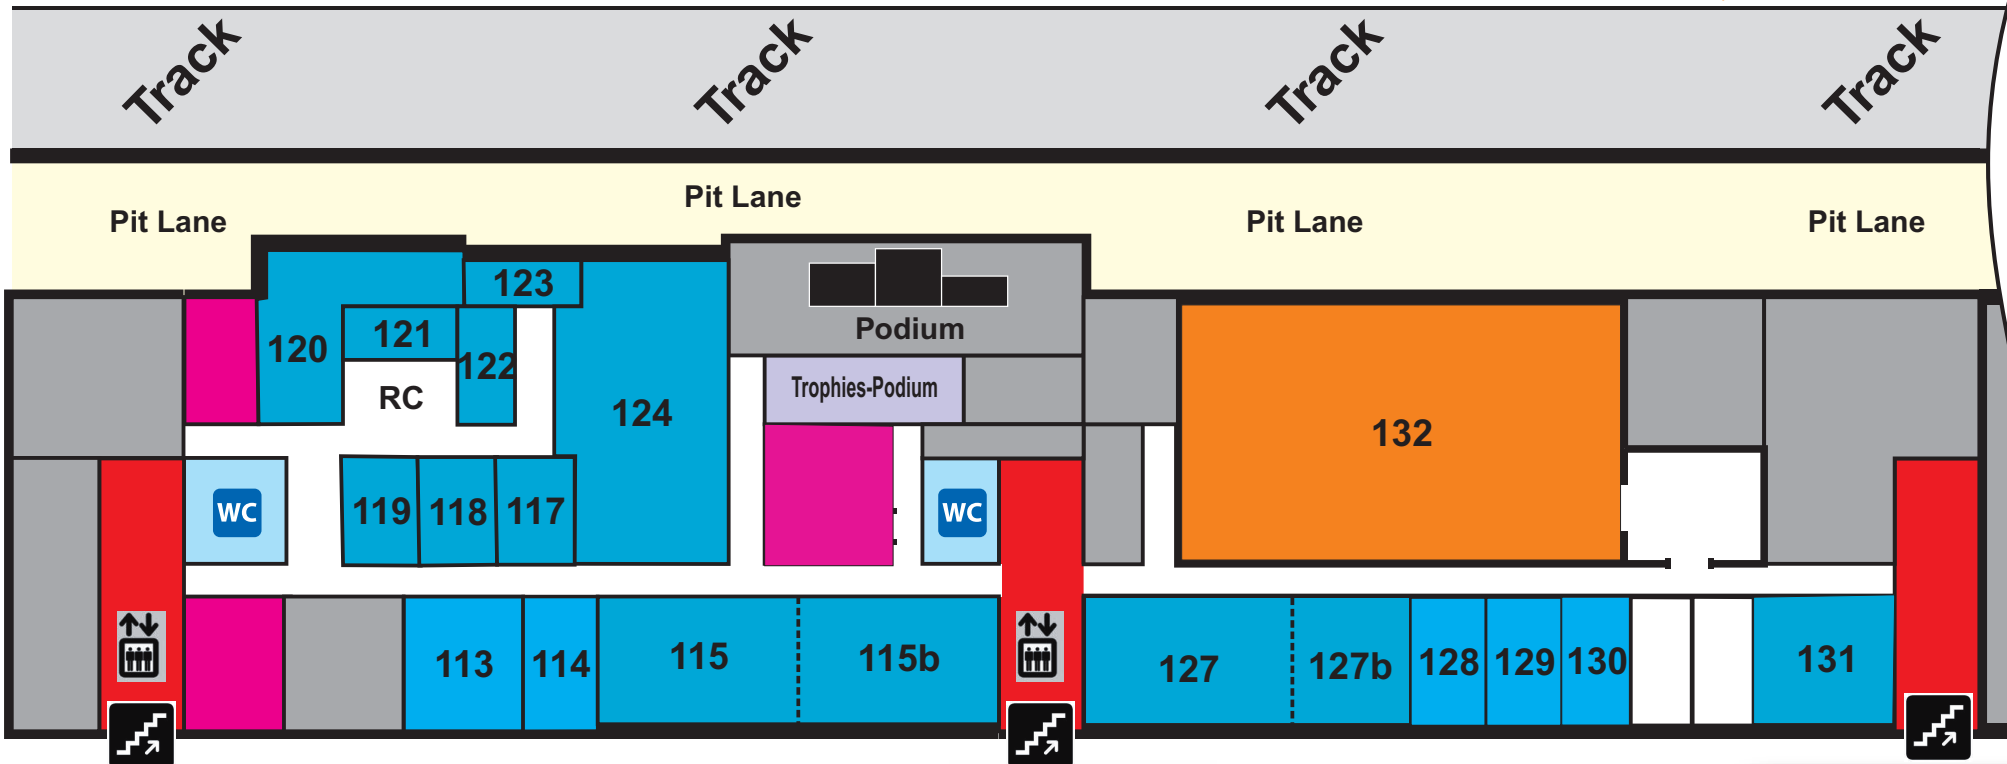 Track
Track
Track
Track
Pit Lane
Pit Lane
Pit Lane
Pit Lane
123
120
121
122
RC
124
Podium
Trophies-Podium
132
WC
119
118
117
WC
113
114
115
115b
127
127b
128
129
130
131